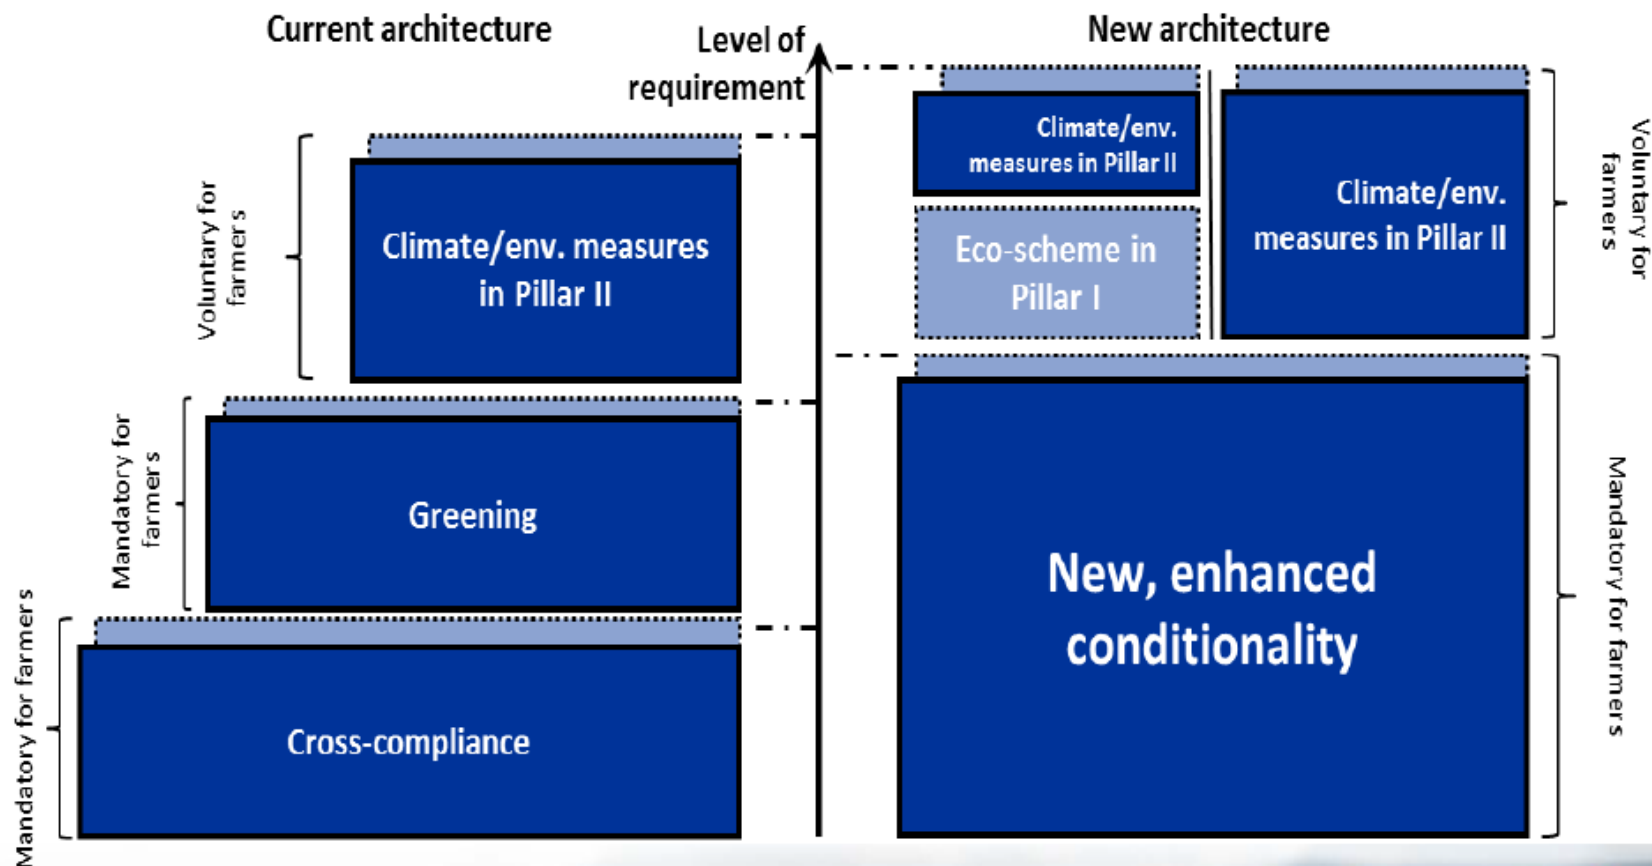 Current architecture
Level of
requirement
New architecture
Voluntary for
farmers
Climate/env. measures
in Pillar II
Mandatory for
farmers
Greening
Mandatory for farmers
Cross-compliance
Climate/env.
measures in Pillar II
Eco-scheme in
Pillar I
Climate/env.
measures in Pillar II
Voluntary for
farmers
New, enhanced
conditionality
Mandatory for farmers